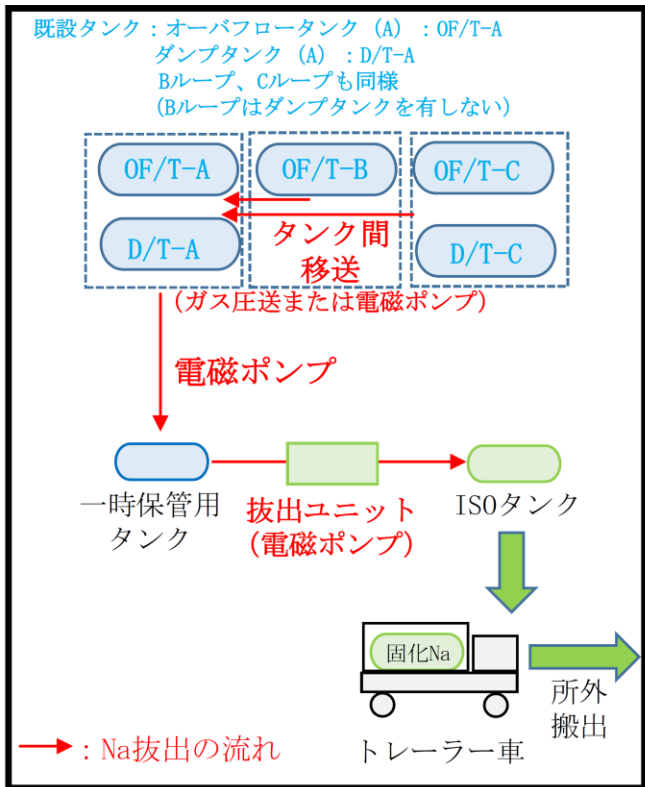 既設タンク：オーバフロータンク (A) ：OF/T-A
ダンプタンク (A) ：D/T-A
Bループ、Cループも同様
(Bループはダンプタンクを有しない)
OF/T-A
OF/T-B
OF/T-C
D/T-A
D/T-C
タンク間
移送
(ガス圧送または電磁ポンプ)
電磁ポンプ
一時保管用
タンク
抜出ユニット
(電磁ポンプ)
ISOタンク
固化Na
所外
搬出
トレーラー車
：Na抜出の流れ